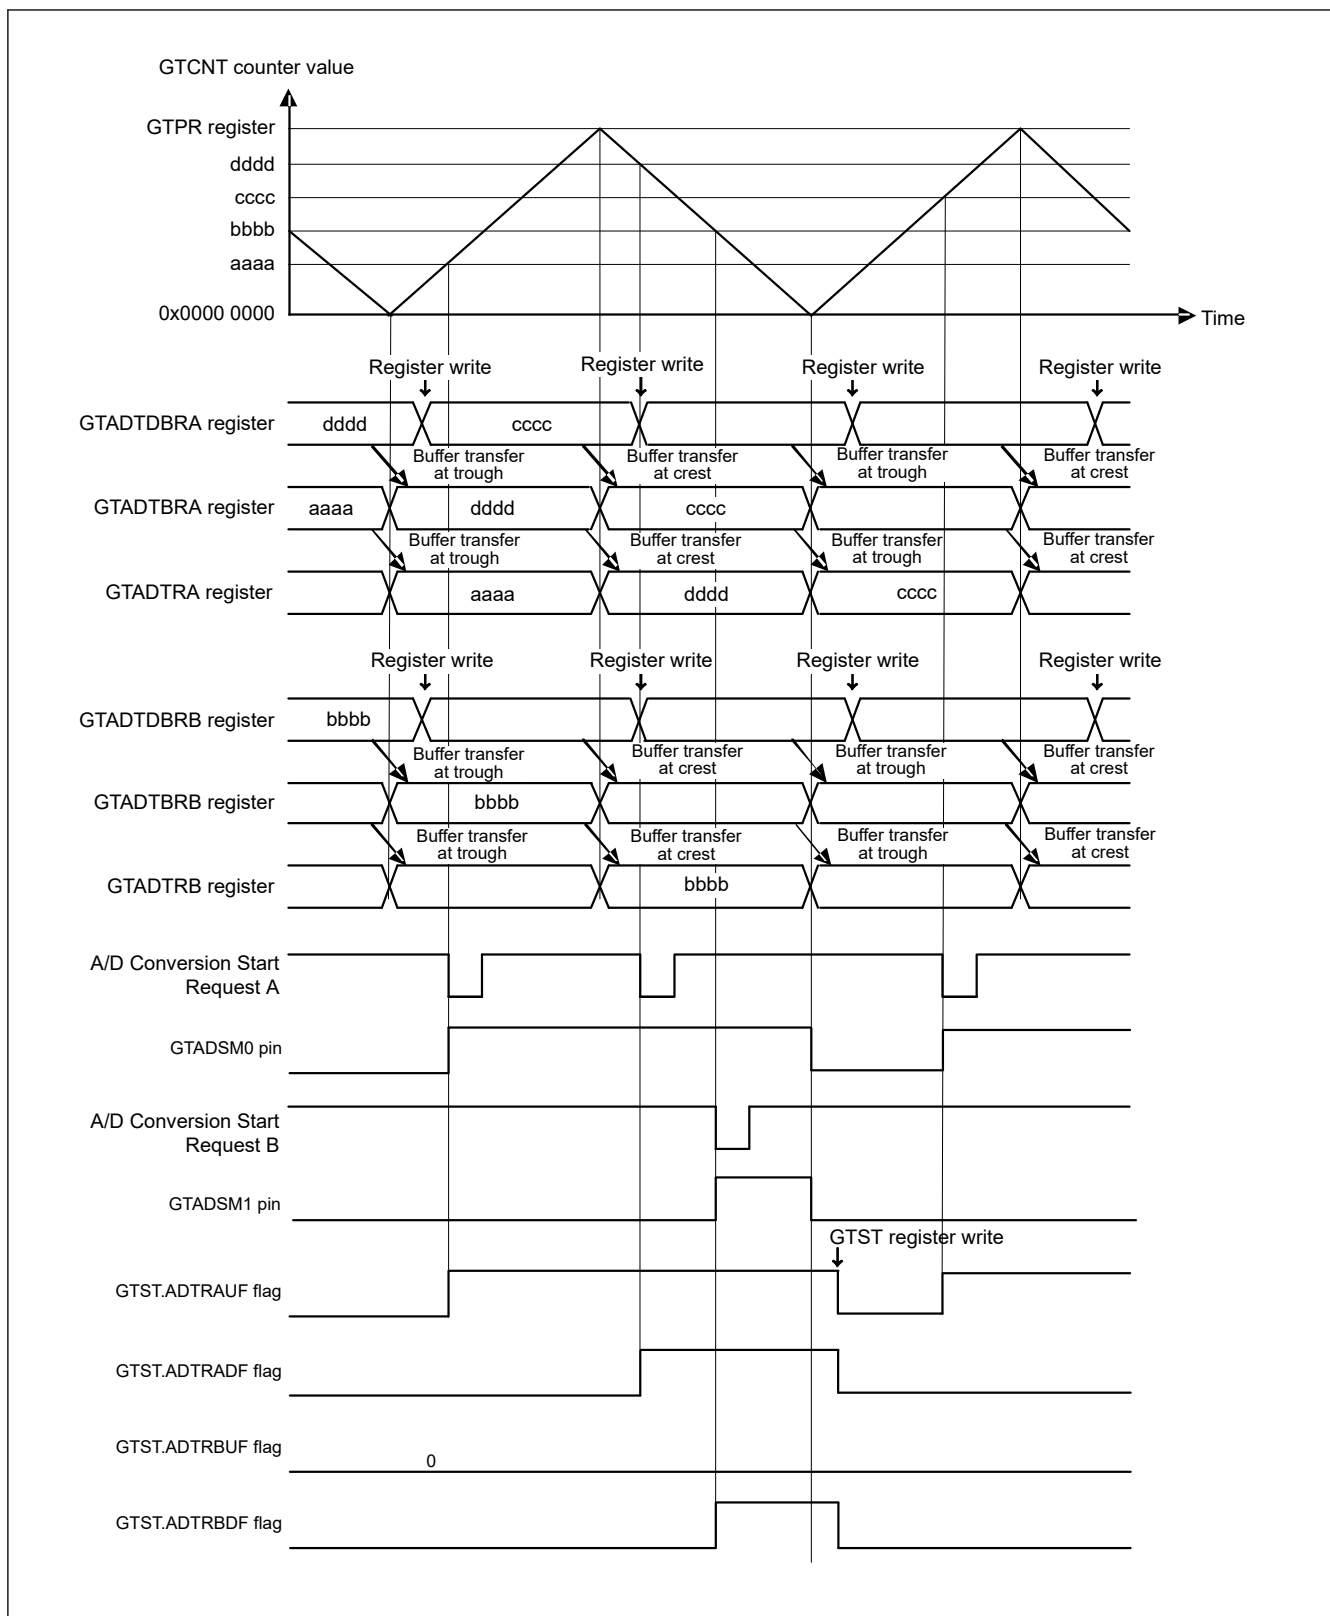 GTCNT counter value
GTPR register
dddd
cccc
bbbb
aaaa
0x0000 0000
Time
Register write
Register write
Register write
Register write
GTADTDBRA register
dddd
cccc
Buffer transfer
at trough
Buffer transfer
at crest
Buffer transfer
at trough
Buffer transfer
at crest
GTADTBRA register
aaaa
dddd
cccc
Buffer transfer
at trough
Buffer transfer
at crest
Buffer transfer
at trough
Buffer transfer
at crest
GTADTRA register
aaaa
dddd
cccc
Register write
Register write
Register write
Register write
GTADTDBRB register
bbbb
Buffer transfer
at trough
Buffer transfer
at crest
Buffer transfer
at trough
Buffer transfer
at crest
GTADTBRB register
bbbb
Buffer transfer
at trough
Buffer transfer
at crest
Buffer transfer
at trough
Buffer transfer
at crest
GTADTRB register
bbbb
A/D Conversion Start
Request A
GTADSM0 pin
A/D Conversion Start
Request B
GTADSM1 pin
GTST register write
GTST.ADTRAUF flag
GTST.ADTRADF flag
GTST.ADTRBUF flag
0
GTST.ADTRBDF flag